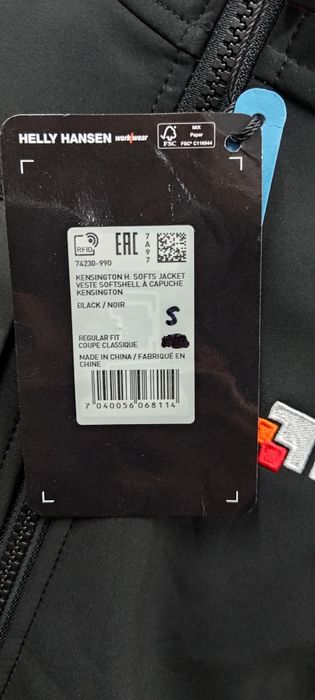 HELLY HANSEN workwear
FSC
MIX
Paper
FSC® C116844
RFID
EAC
7A97
74230-990
KENSINGTON H. SOFTS JACKET
VESTE SOFTSHELL À CAPUCHE
KENSINGTON
BLACK / NOIR
S
REGULAR FIT
COUPE CLASSIQUE
MADE IN CHINA / FABRIQUÉ EN
CHINE
7 040056 068114